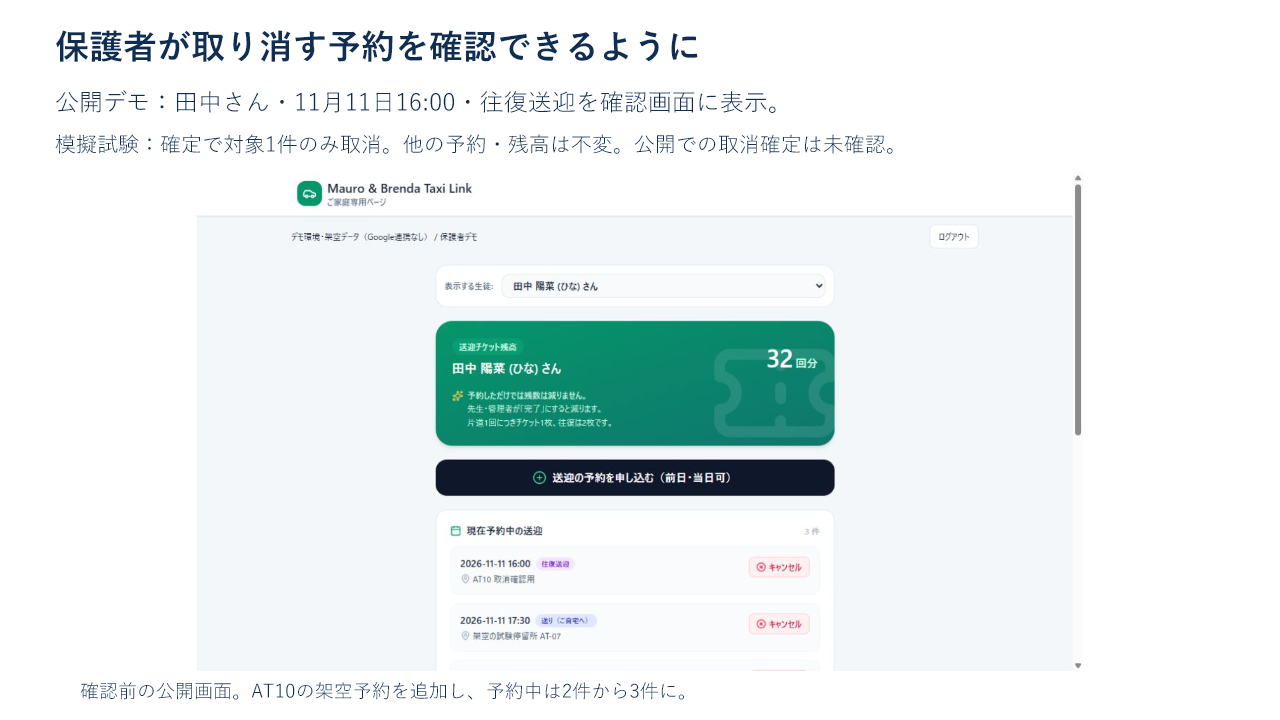 保護者が取り消す予約を確認できるように
公開デモ：田中さん・11月11日16:00・往復送迎を確認画面に表示。
模擬試験：確定で対象1件のみ取消。他の予約・残高は不変。公開での取消確定は未確認。
Mauro & Brenda Taxi Link
ご家庭専用ページ
デモ環境・架空データ（Google連携なし） / 保護者デモ
ログアウト
表示する生徒:
田中 陽菜 (ひな) さん
送迎チケット残高
田中 陽菜 (ひな) さん
32 回分
予約しただけでは残数は減りません。
先生・管理者が「完了」にすると減ります。
片道1回につきチケット1枚、往復は2枚です。
送迎の予約を申し込む（前日・当日可）
現在予約中の送迎
3 件
2026-11-11 16:00 往復送迎
AT10 取消確認用
キャンセル
2026-11-11 17:30 送り（ご自宅へ）
架空の試験停留所 AT-07
キャンセル
確認前の公開画面。AT10の架空予約を追加し、予約中は2件から3件に。